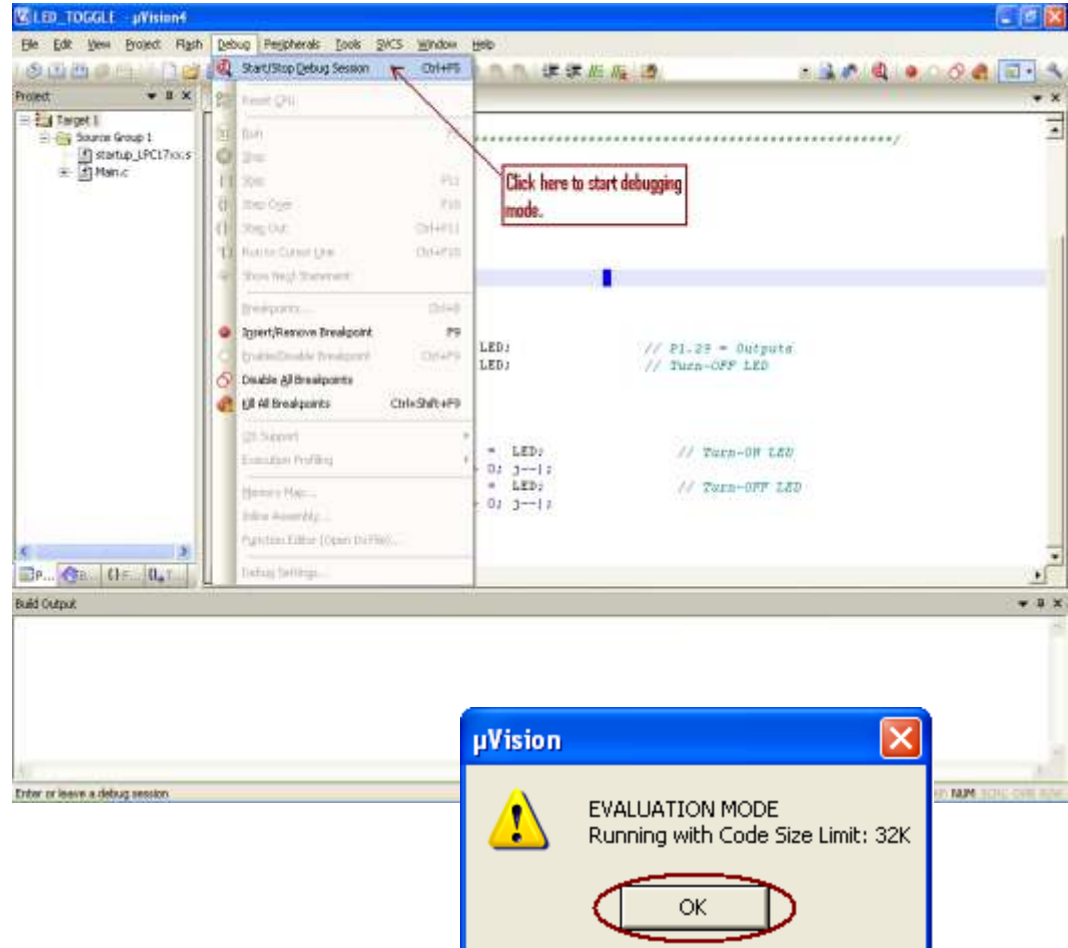 LED_TOGGLE - µVision4
File Edit View Project Flash Debug Peripherals Tools SVCS Window Help
Start/Stop Debug Session Ctrl+F5
Project
Reset CPU
Target 1
Source Group 1
Run
startup_LPC17xx.s
Stop
Main.c
Step F11
Click here to start debugging
mode.
Step Over F10
Step Out Ctrl+F11
Run to Cursor Line Ctrl+F10
Show Next Statement
Breakpoints... Ctrl+B
Insert/Remove Breakpoint F9
LED; // P1.29 = Outputs
Enable/Disable Breakpoint Ctrl+F9
LED; // Turn-OFF LED
Disable All Breakpoints
Kill All Breakpoints Ctrl+Shift+F9
OS Support
= LED; // Turn-ON LED
Execution Profiling
0; j--);
Memory Map...
= LED; // Turn-OFF LED
0; j--);
Inline Assembly...
Function Editor (Open Ini File)...
Debug Settings...
P... B... {} F... T...
Build Output
Enter or leave a debug session
NUM
µVision
EVALUATION MODE
Running with Code Size Limit: 32K
OK